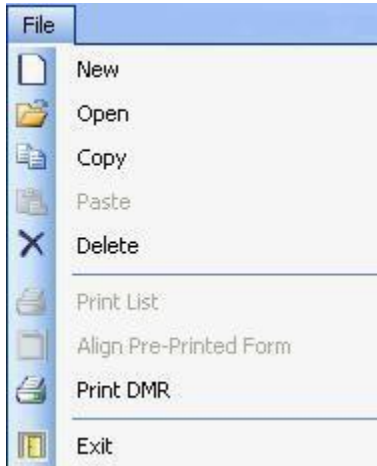 File
New
Open
Copy
Paste
Delete
Print List
Align Pre-Printed Form
Print DMR
Exit